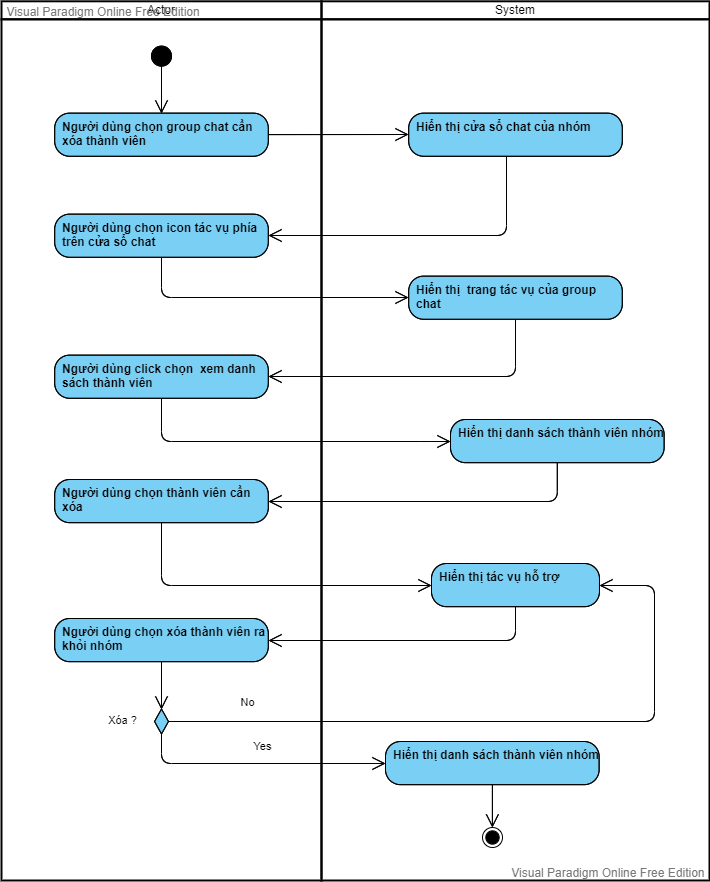 Visual Paradigm Online Free Edition
Actor
System
Người dùng chọn group chat cần
xóa thành viên
Hiển thị cửa sổ chat của nhóm
Người dùng chọn icon tác vụ phía
trên cửa sổ chat
Hiển thị  trang tác vụ của group
chat
Người dùng click chọn  xem danh
sách thành viên
Hiển thị danh sách thành viên nhóm
Người dùng chọn thành viên cần
xóa
Hiển thị tác vụ hỗ trợ
Người dùng chọn xóa thành viên ra
khỏi nhóm
No
Xóa ?
Yes
Hiển thị danh sách thành viên nhóm
Visual Paradigm Online Free Edition